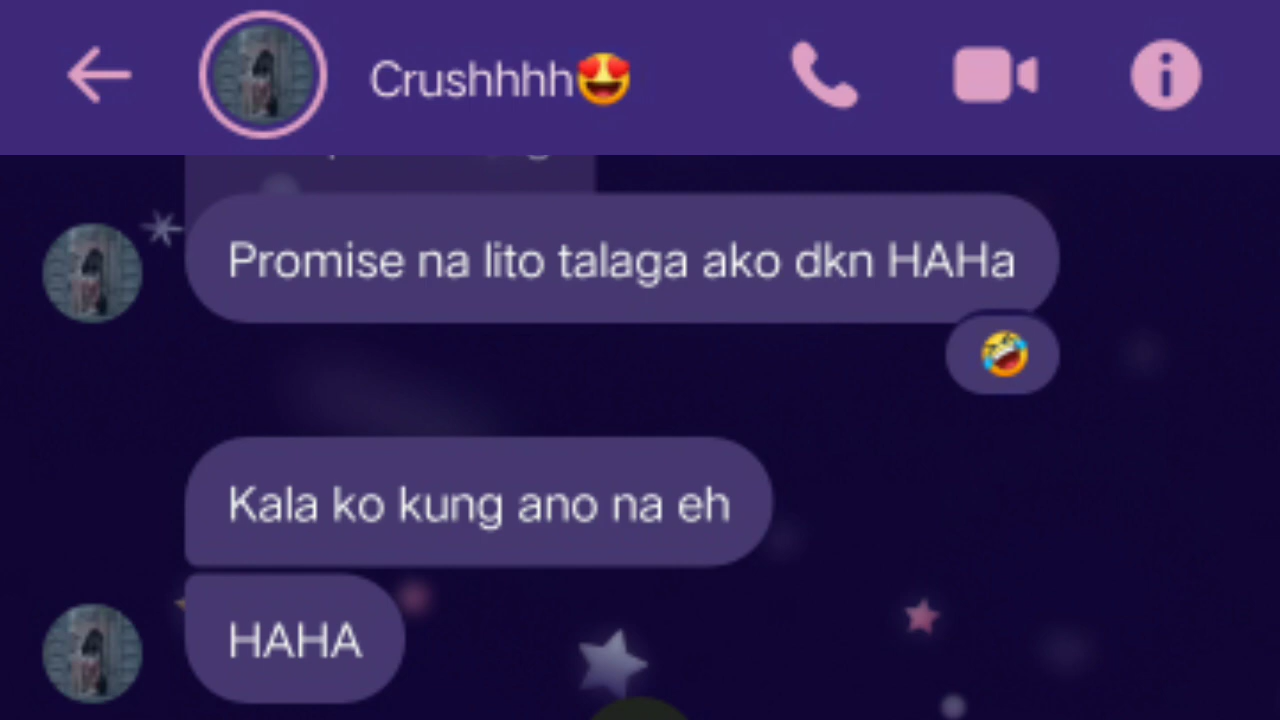 Crushhhh😍
Promise na lito talaga ako dkn HAHa
🤣
Kala ko kung ano na eh
HAHA